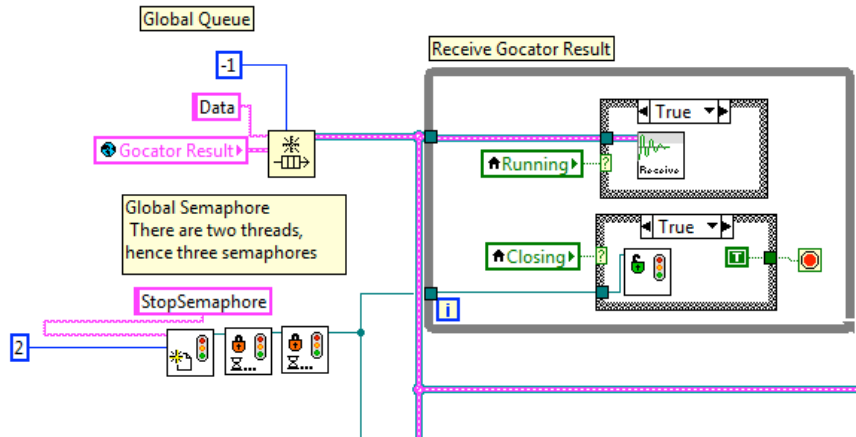 Global Queue
-1
Data
Gocator Result
Receive Gocator Result
True
Running
?
Receive
Global Semaphore
There are two threads,
hence three semaphores
True
Closing
?
T
StopSemaphore
i
2